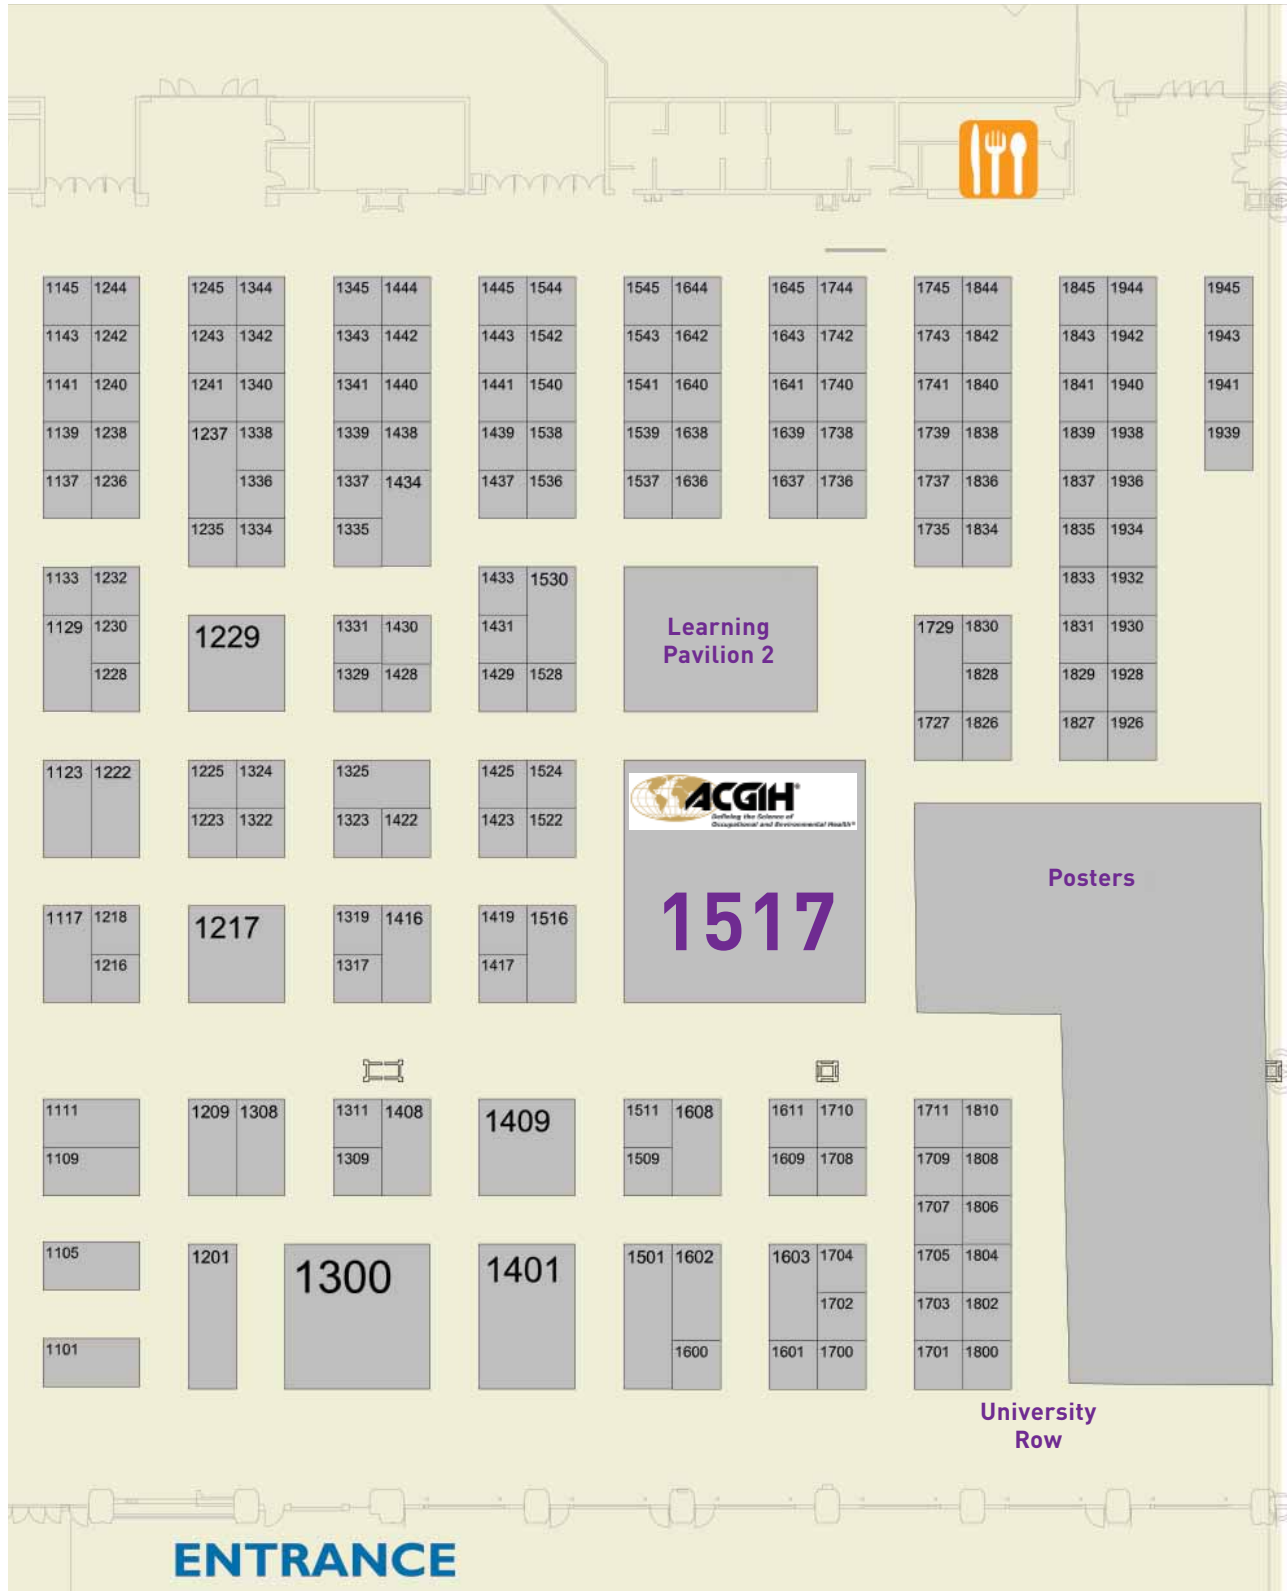 1145 1244 1245 1344 1345 1444 1445 1544 1545 1644 1645 1744 1745 1844 1845 1944 1945
1143 1242 1243 1342 1343 1442 1443 1542 1543 1642 1643 1742 1743 1842 1843 1942 1943
1141 1240 1241 1340 1341 1440 1441 1540 1541 1640 1641 1740 1741 1840 1841 1940 1941
1139 1238 1237 1338 1339 1438 1439 1538 1539 1638 1639 1738 1739 1838 1839 1938 1939
1137 1236 1336 1337 1434 1437 1536 1537 1636 1637 1736 1737 1836 1837 1936
1235 1334 1335 1735 1834 1835 1934
1133 1232 1433 1530 1833 1932
1129 1230 1229 1331 1430 1431 Learning 1729 1830 1831 1930
Pavilion 2
1228 1329 1428 1429 1528 1828 1829 1928
1727 1826 1827 1926
1123 1222 1225 1324 1325 1425 1524
ACGIH®
Defining the Science of
Occupational and Environmental Health®
1223 1322 1323 1422 1423 1522
Posters
1117 1218 1217 1319 1416 1419 1516 1517
1216 1317 1417
1111 1209 1308 1311 1408 1409 1511 1608 1611 1710 1711 1810
1109 1309 1509 1609 1708 1709 1808
1707 1806
1105 1201 1300 1401 1501 1602 1603 1704 1705 1804
1702 1703 1802
1101 1600 1601 1700 1701 1800
University
Row
ENTRANCE